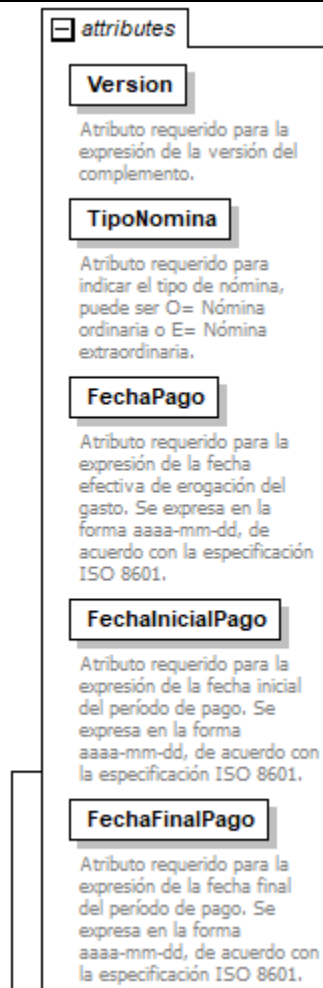 attributes
Version
Atributo requerido para la
expresión de la versión del
complemento.
TipoNomina
Atributo requerido para
indicar el tipo de nómina,
puede ser O= Nómina
ordinaria o E= Nómina
extraordinaria.
FechaPago
Atributo requerido para la
expresión de la fecha
efectiva de erogación del
gasto. Se expresa en la
forma aaaa-mm-dd, de
acuerdo con la especificación
ISO 8601.
FechaInicialPago
Atributo requerido para la
expresión de la fecha inicial
del período de pago. Se
expresa en la forma
aaaa-mm-dd, de acuerdo con
la especificación ISO 8601.
FechaFinalPago
Atributo requerido para la
expresión de la fecha final
del período de pago. Se
expresa en la forma
aaaa-mm-dd, de acuerdo con
la especificación ISO 8601.